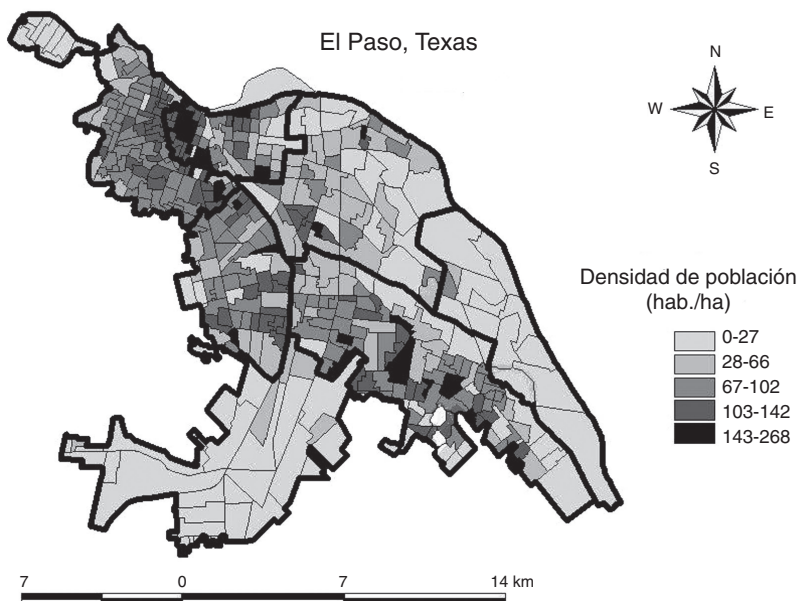 El Paso, Texas
N
W
E
S
Densidad de población
(hab./ha)
0-27
28-66
67-102
103-142
143-268
7 0 7 14 km